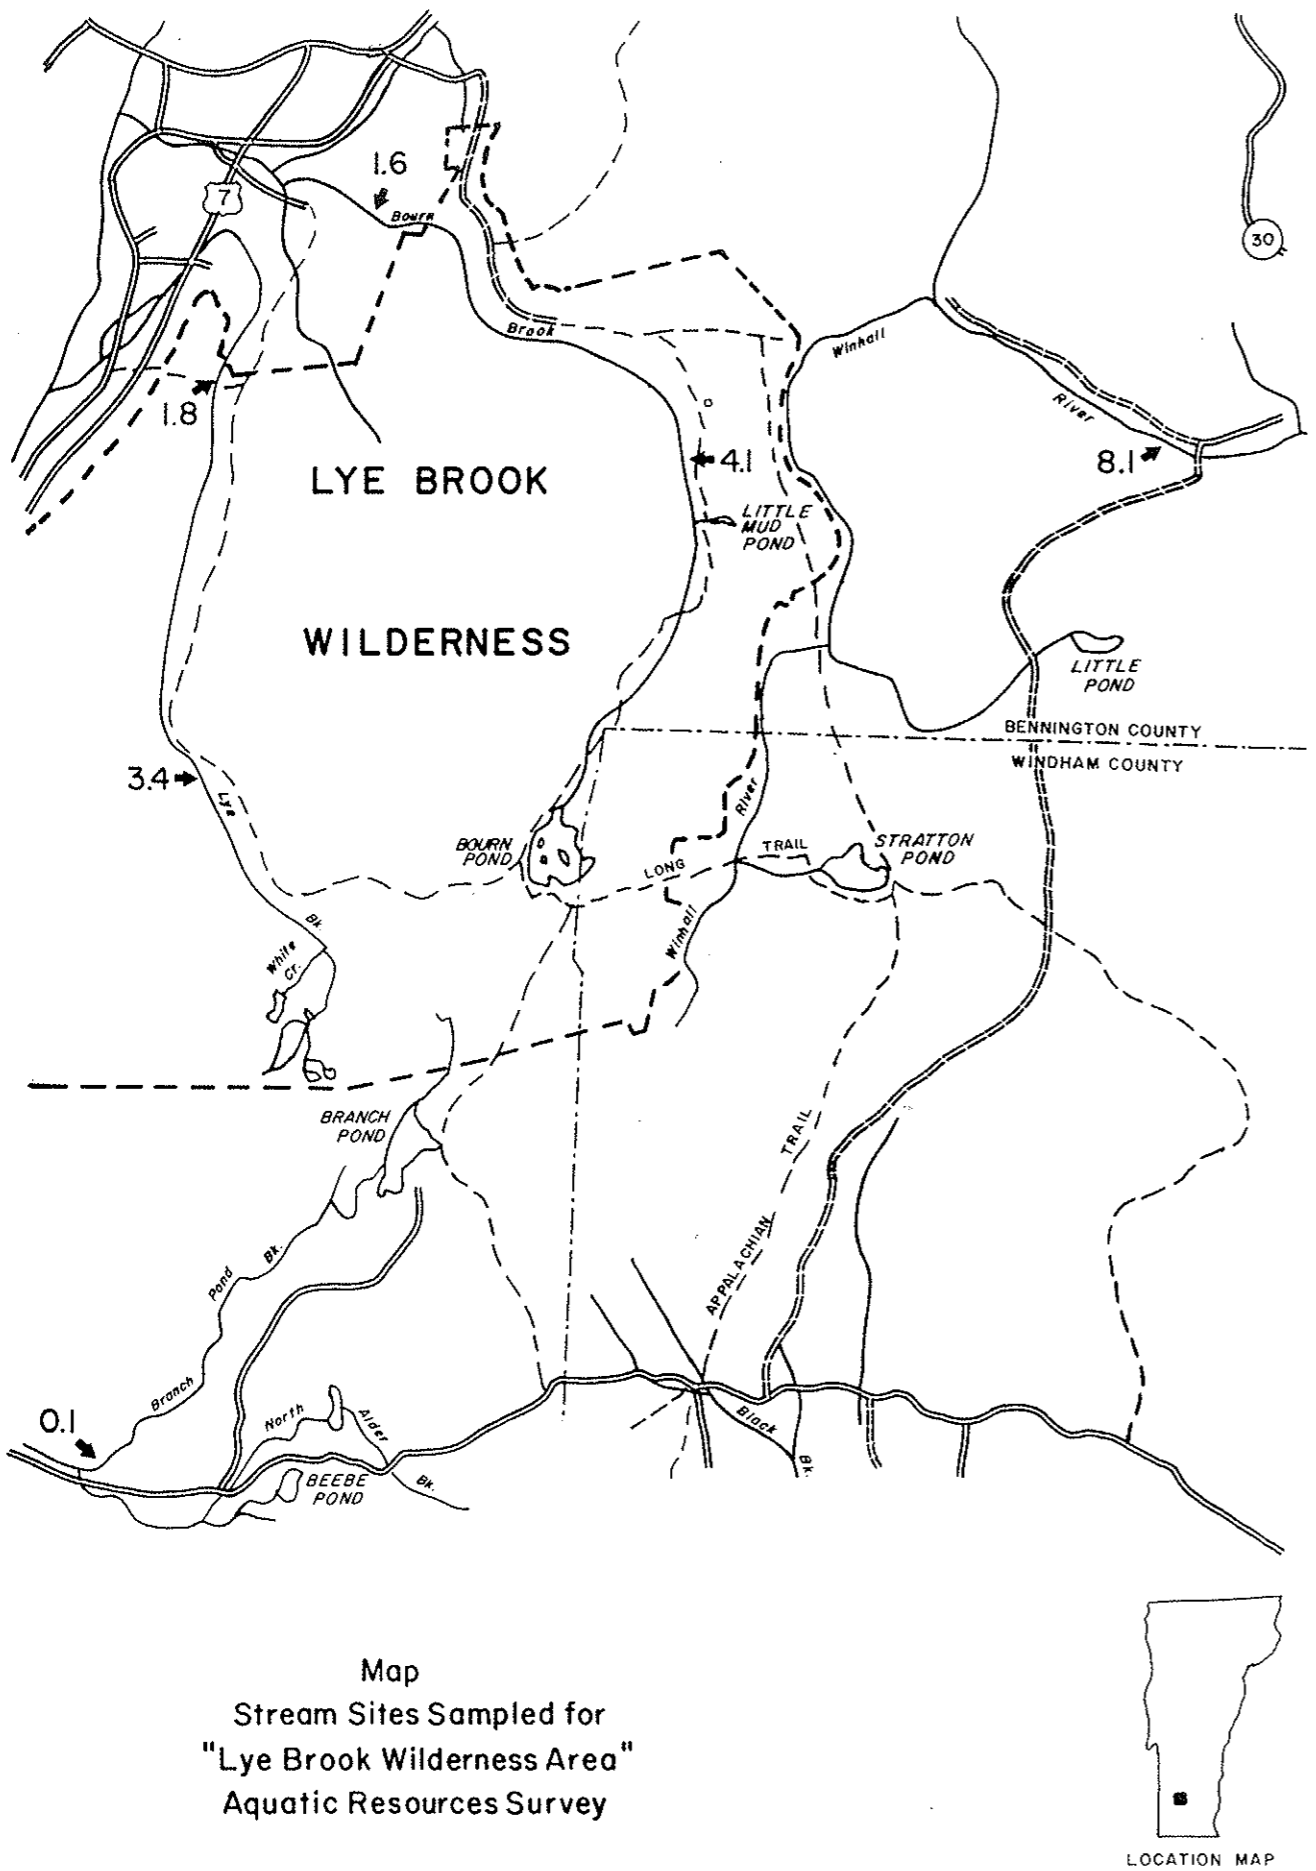 1.6
7
Bourn
30
Brook
Winhall
River
1.8
4.1
8.1
LYE BROOK
LITTLE
MUD
POND
WILDERNESS
LITTLE
POND
BENNINGTON COUNTY
WINDHAM COUNTY
3.4
Lye
River
BOURN
POND
LONG
TRAIL
STRATTON
POND
Bk.
Winhall
White
Cr.
BRANCH
POND
APPALACHIAN
TRAIL
Branch
Pond
Bk.
0.1
North
Alder
Bk.
BEEBE
POND
Black
Bk.
Map
Stream Sites Sampled for
"Lye Brook Wilderness Area"
Aquatic Resources Survey
LOCATION MAP